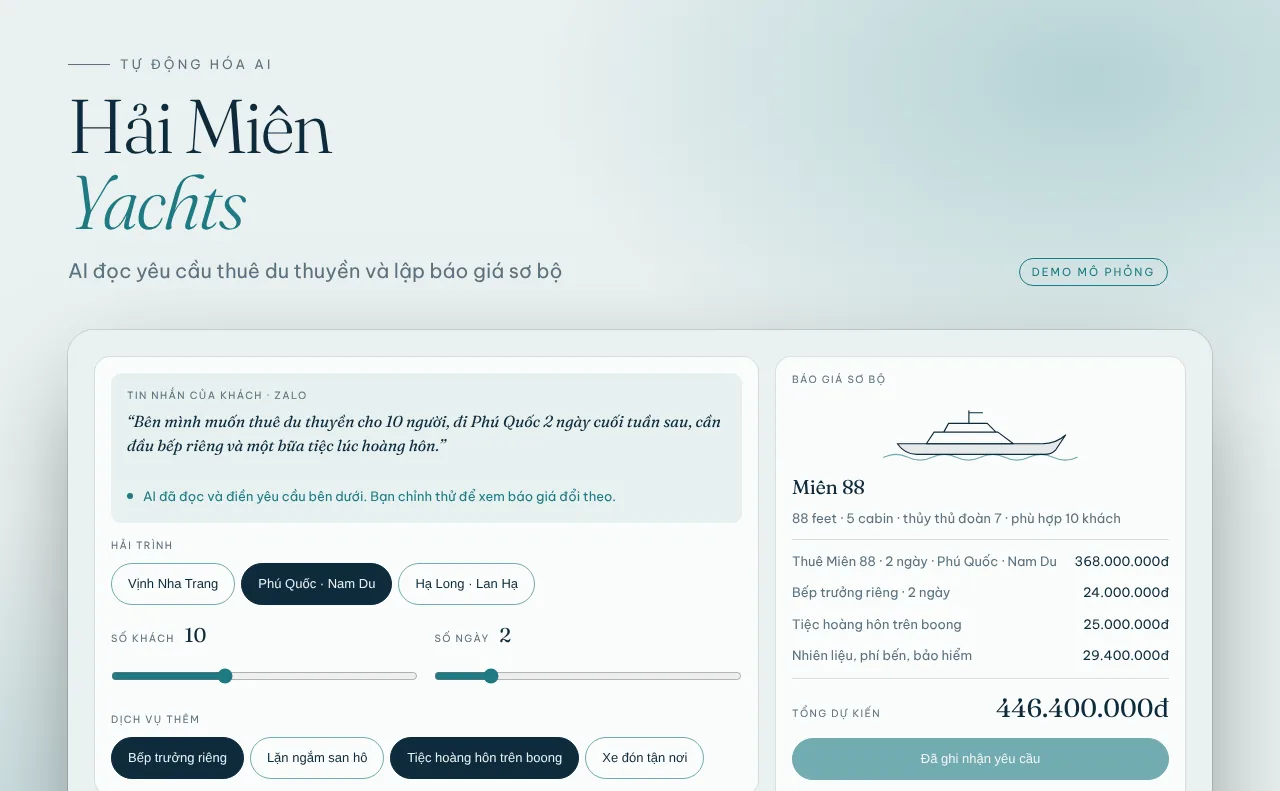 TỰ ĐỘNG HÓA AI
Hải Miên
Yachts
AI đọc yêu cầu thuê du thuyền và lập báo giá sơ bộ
DEMO MÔ PHỎNG
TIN NHẮN CỦA KHÁCH · ZALO
“Bên mình muốn thuê du thuyền cho 10 người, đi Phú Quốc 2 ngày cuối tuần sau, cần
đầu bếp riêng và một bữa tiệc lúc hoàng hôn.”
AI đã đọc và điền yêu cầu bên dưới. Bạn chỉnh thử để xem báo giá đổi theo.
HẢI TRÌNH
Vịnh Nha Trang
Phú Quốc · Nam Du
Hạ Long · Lan Hạ
SỐ KHÁCH 10
SỐ NGÀY 2
DỊCH VỤ THÊM
Bếp trưởng riêng
Lặn ngắm san hô
Tiệc hoàng hôn trên boong
Xe đón tận nơi
BÁO GIÁ SƠ BỘ
Miên 88
88 feet · 5 cabin · thủy thủ đoàn 7 · phù hợp 10 khách
Thuê Miên 88 · 2 ngày · Phú Quốc · Nam Du 368.000.000đ
Bếp trưởng riêng · 2 ngày 24.000.000đ
Tiệc hoàng hôn trên boong 25.000.000đ
Nhiên liệu, phí bến, bảo hiểm 29.400.000đ
TỔNG DỰ KIẾN 446.400.000đ
Đã ghi nhận yêu cầu